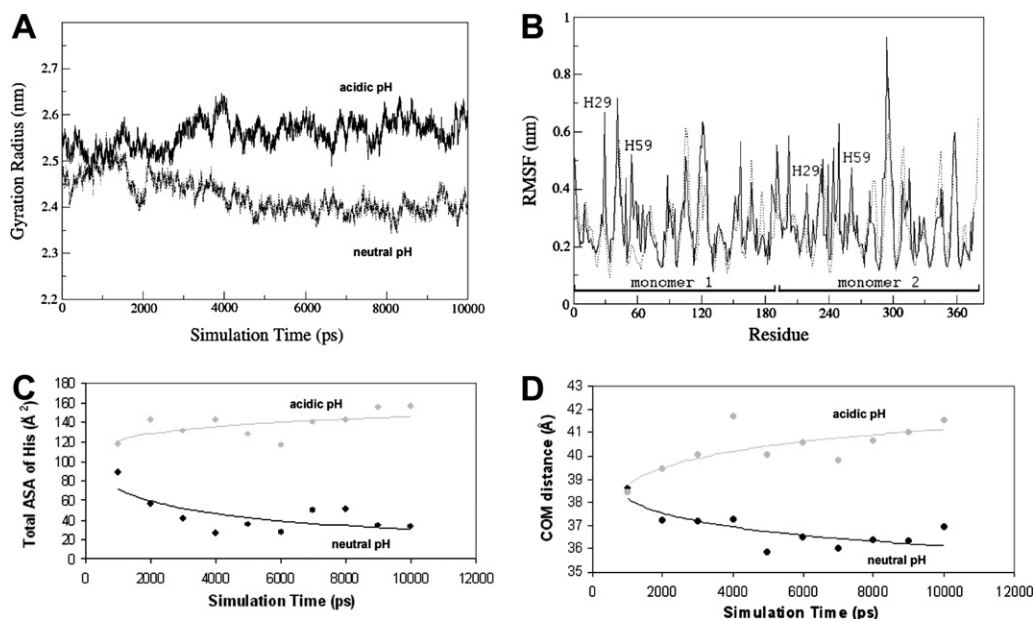 A
Gyration Radius (nm)
2.7
2.6
2.5
2.4
2.3
2.2
acidic pH
neutral pH
0 2000 4000 6000 8000 10000
Simulation Time (ps)
B
RMSF (nm)
1
0.8
0.6
0.4
0.2
0
H29
H59
H29
H59
monomer 1 monomer 2
0 60 120 180 240 300 360
Residue
C
Total ASA of His (Å²)
180
160
140
120
100
80
60
40
20
0
acidic pH
neutral pH
0 2000 4000 6000 8000 10000 12000
Simulation Time (ps)
D
COM distance (Å)
43
42
41
40
39
38
37
36
35
acidic pH
neutral pH
0 2000 4000 6000 8000 10000 12000
Simulation Time (ps)